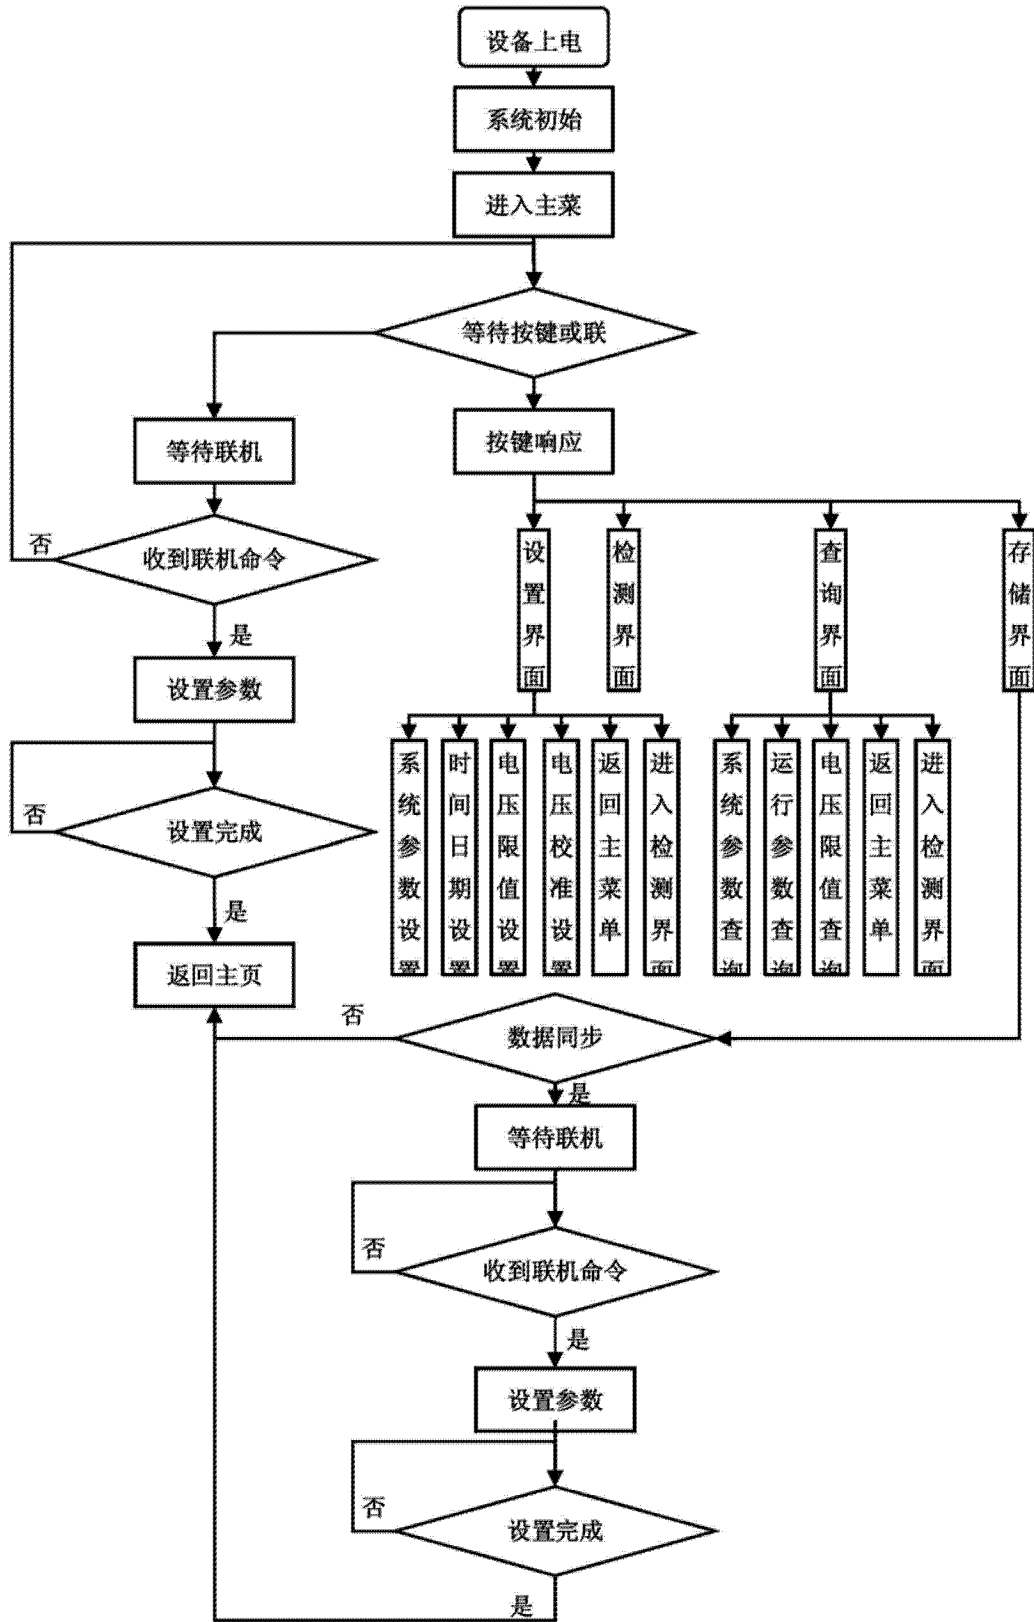 设备上电
系统初始
进入主菜
等待按键或联
等待联机
按键响应
否
收到联机命令
是
设置界面
检测界面
查询界面
存储界面
设置参数
系统参数设置
时间日期设置
电压限值设置
电压校准设置
返回主菜单
进入检测界面
系统参数查询
运行参数查询
电压限值查询
返回主菜单
进入检测界面
否
设置完成
是
返回主页
否
数据同步
是
等待联机
否
收到联机命令
是
设置参数
否
设置完成
是